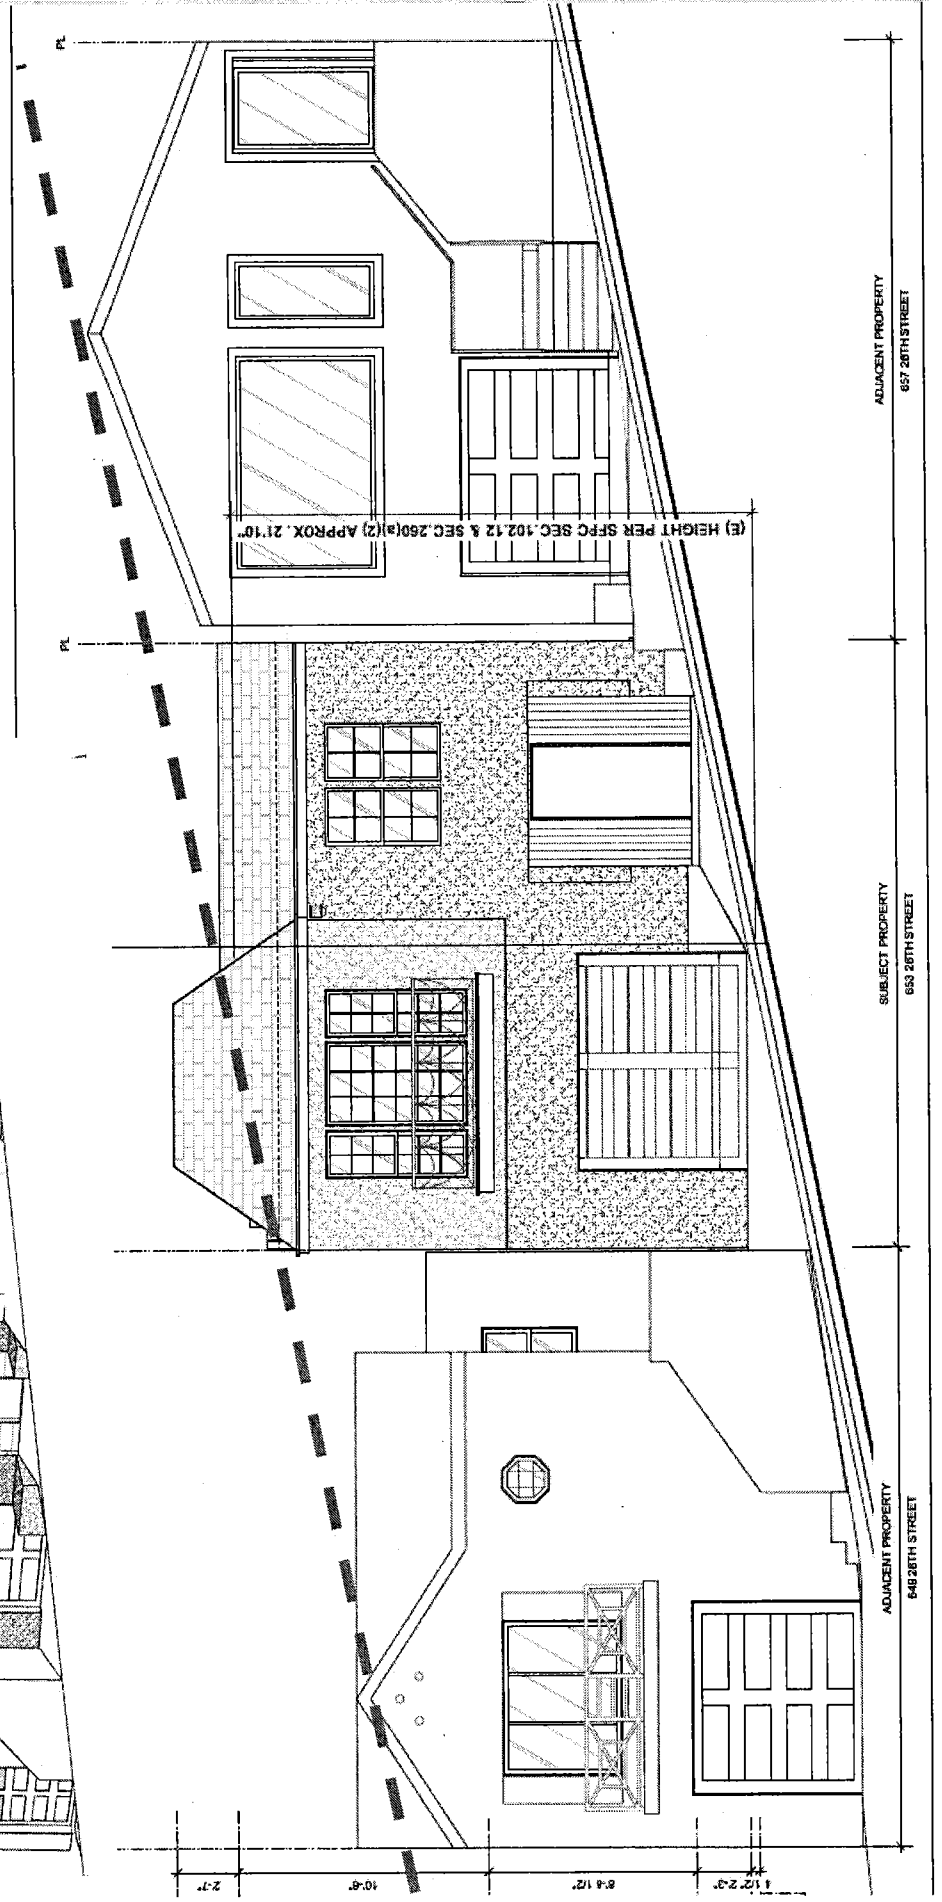 PL
PL
(E) HEIGHT PER SFPC SEC.102.12 & SEC.260(a)(2) APPROX. 21'10"
ADJACENT PROPERTY
649 26TH STREET
SUBJECT PROPERTY
653 26TH STREET
ADJACENT PROPERTY
657 26TH STREET
2'-7"
10'-6"
8'-8 1/2"
2'-3"
4 1/2"